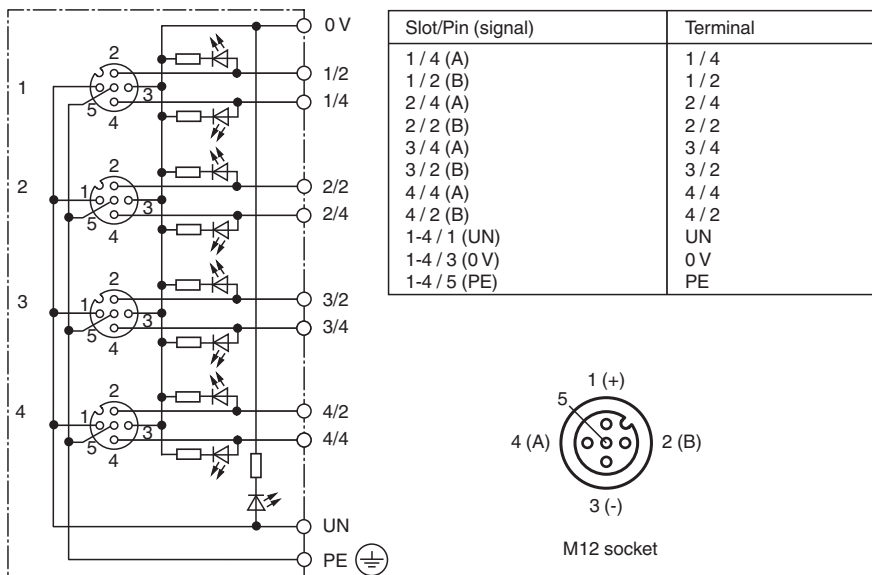 0 V
2
1/2
1
3
1/4
5
4
2
2/2
2
1
3
2/4
5
4
2
3/2
3
1
3
3/4
5
4
2
4/2
4
1
3
4/4
5
4
UN
PE
Slot/Pin (signal) Terminal
1 / 4 (A) 1 / 4
1 / 2 (B) 1 / 2
2 / 4 (A) 2 / 4
2 / 2 (B) 2 / 2
3 / 4 (A) 3 / 4
3 / 2 (B) 3 / 2
4 / 4 (A) 4 / 4
4 / 2 (B) 4 / 2
1-4 / 1 (UN) UN
1-4 / 3 (0 V) 0 V
1-4 / 5 (PE) PE
1 (+)
5
4 (A) 2 (B)
3 (-)
M12 socket